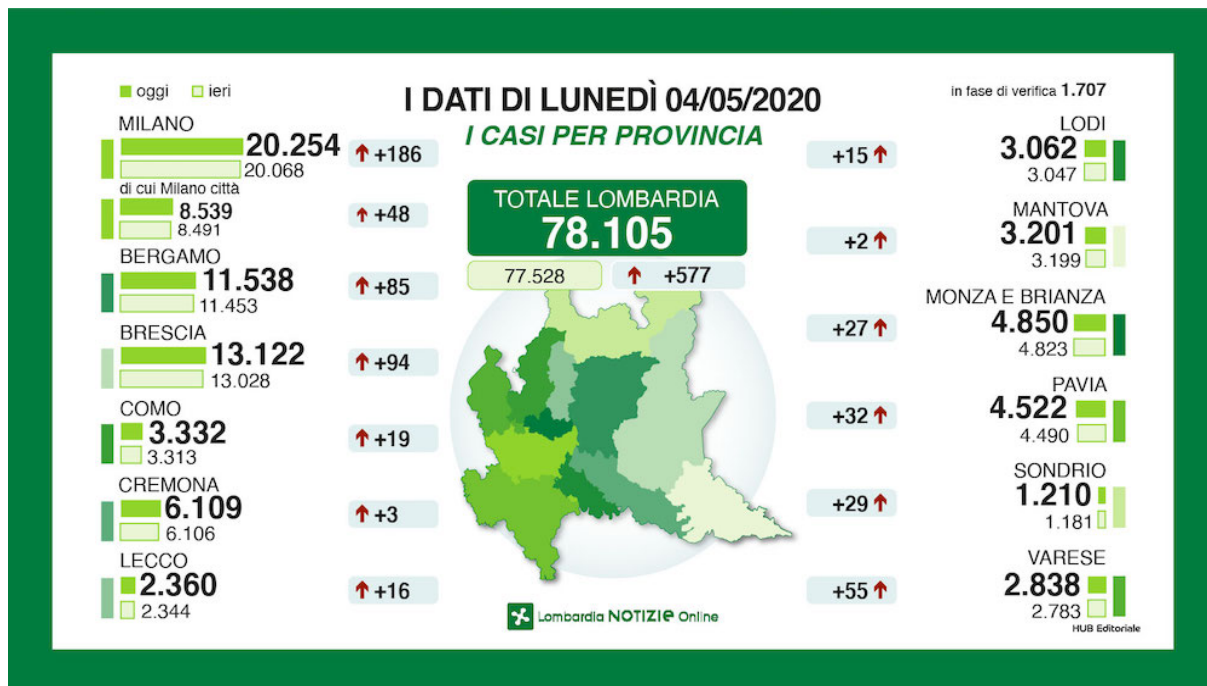 oggi ieri
I DATI DI LUNEDÌ 04/05/2020
I CASI PER PROVINCIA
in fase di verifica 1.707
MILANO
20.254
20.068
+186
di cui Milano città
8.539
8.491
+48
BERGAMO
11.538
11.453
+85
BRESCIA
13.122
13.028
+94
COMO
3.332
3.313
+19
CREMONA
6.109
6.106
+3
LECCO
2.360
2.344
+16
TOTALE LOMBARDIA
78.105
77.528
+577
LODI
3.062
3.047
+15
MANTOVA
3.201
3.199
+2
MONZA E BRIANZA
4.850
4.823
+27
PAVIA
4.522
4.490
+32
SONDRIO
1.210
1.181
+29
VARESE
2.838
2.783
+55
Lombardia NOTIZIe Online
HUB Editoriale